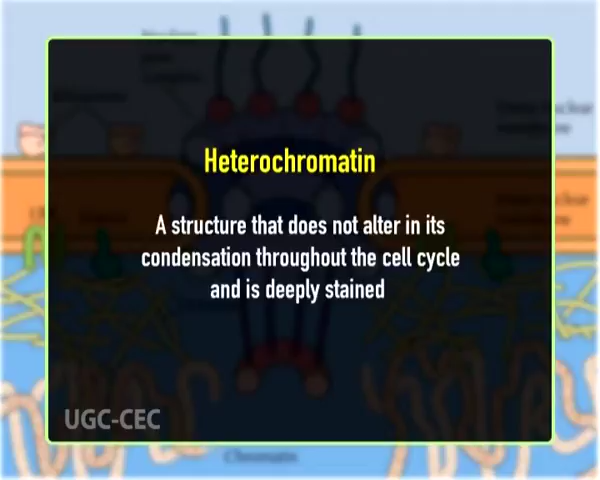 Heterochromatin
A structure that does not alter in its
condensation throughout the cell cycle
and is deeply stained
UGC-CEC
Chromatin